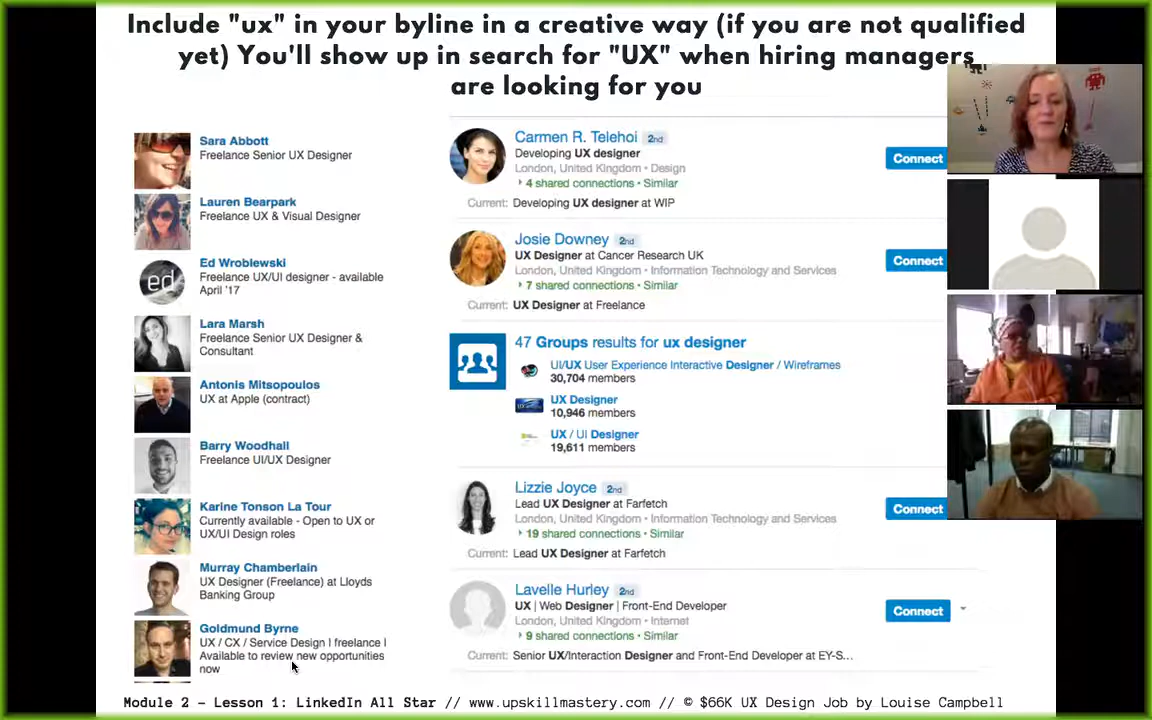 Include "ux" in your byline in a creative way (if you are not qualified
yet) You'll show up in search for "UX" when hiring managers
are looking for you
Sara Abbott
Freelance Senior UX Designer
Lauren Bearpark
Freelance UX & Visual Designer
Ed Wroblewski
Freelance UX/UI designer - available
April '17
ed
Lara Marsh
Freelance Senior UX Designer &
Consultant
Antonis Mitsopoulos
UX at Apple (contract)
Barry Woodhall
Freelance UI/UX Designer
Karine Tonson La Tour
Currently available - Open to UX or
UX/UI Design roles
Murray Chamberlain
UX Designer (Freelance) at Lloyds
Banking Group
Goldmund Byrne
UX / CX / Service Design | freelance |
Available to review new opportunities
now
Carmen R. Telehoi 2nd
Developing UX designer
London, United Kingdom • Design
4 shared connections • Similar
Current: Developing UX designer at WIP
Connect
Josie Downey 2nd
UX Designer at Cancer Research UK
London, United Kingdom • Information Technology and Services
7 shared connections • Similar
Current: UX Designer at Freelance
Connect
47 Groups results for ux designer
UI/UX User Experience Interactive Designer / Wireframes
30,704 members
UX Designer
10,946 members
UX / UI Designer
19,611 members
Lizzie Joyce 2nd
Lead UX Designer at Farfetch
London, United Kingdom • Information Technology and Services
19 shared connections • Similar
Current: Lead UX Designer at Farfetch
Connect
Lavelle Hurley 2nd
UX | Web Designer | Front-End Developer
London, United Kingdom • Internet
9 shared connections • Similar
Current: Senior UX/Interaction Designer and Front-End Developer at EY-S...
Connect
Module 2 - Lesson 1: LinkedIn All Star // www.upskillmastery.com // © $66K UX Design Job by Louise Campbell